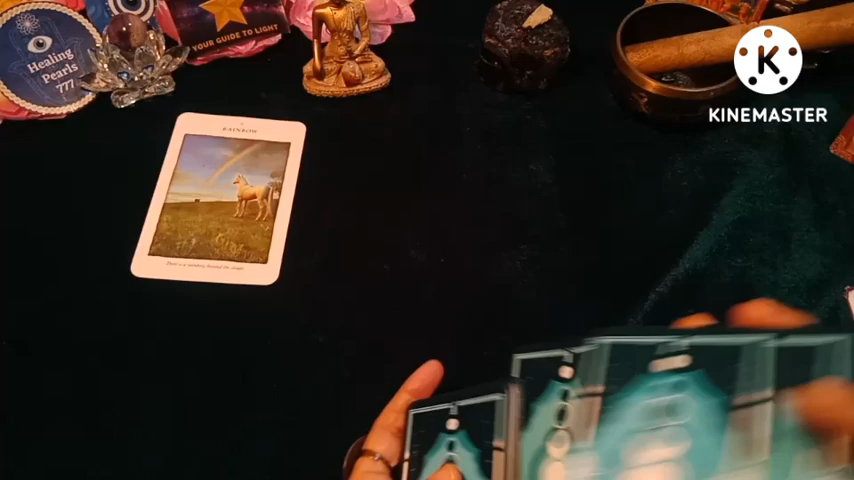 Healing
Pearls
777
YOUR GUIDE TO LIGHT
K
KINEMASTER
RAINBOW